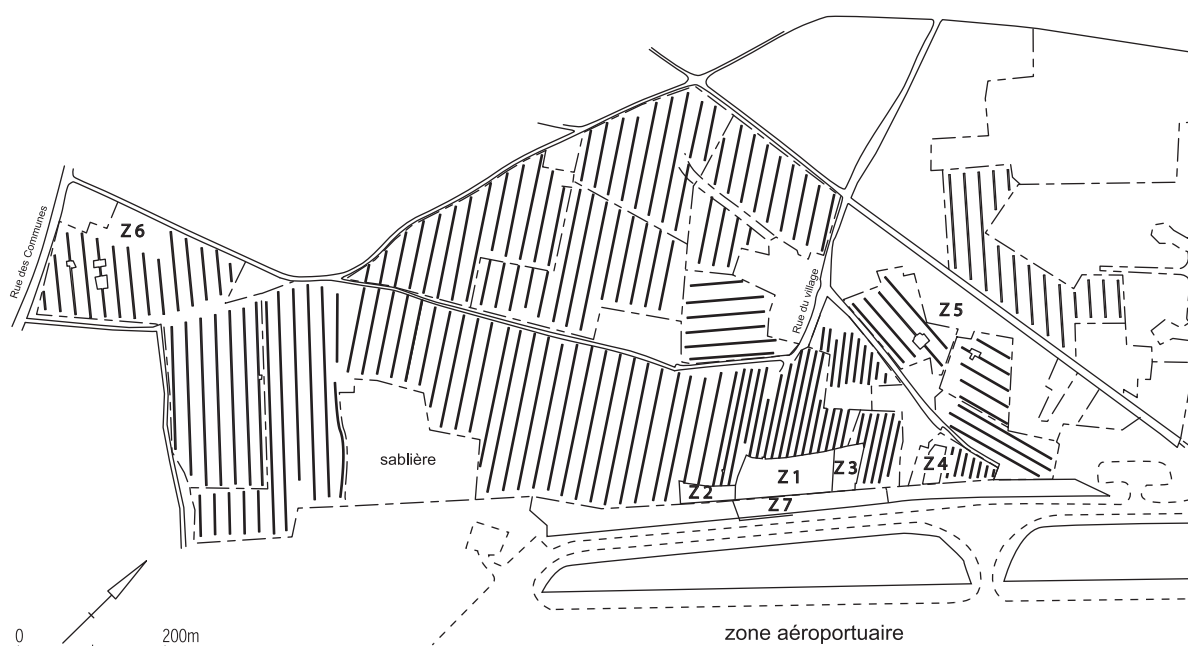 Rue des Communes
Z6
Rue du village
Z5
sablière
Z1
Z3
Z4
Z2
Z7
0
200m
zone aéroportuaire